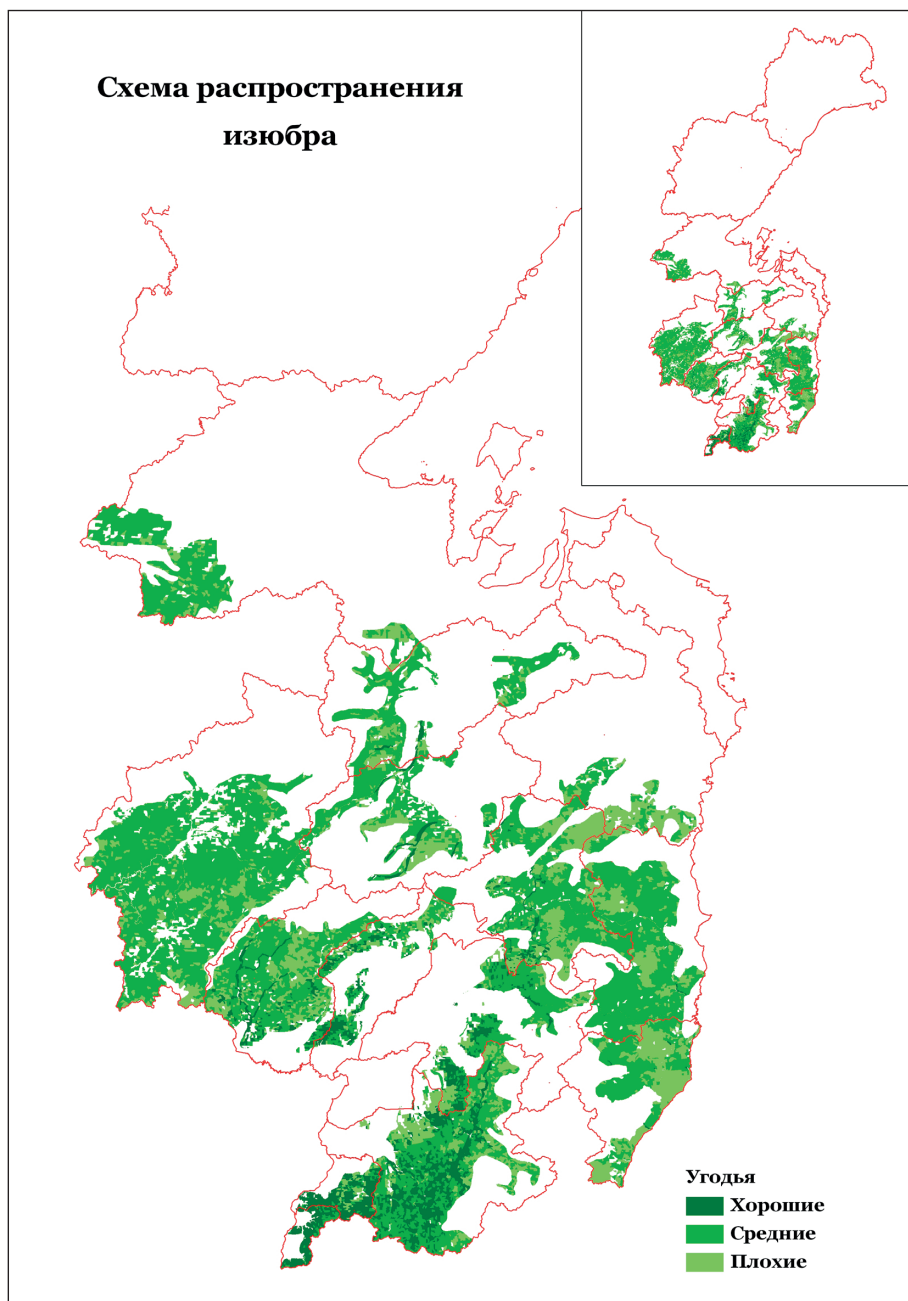 Схема распространения
изюбра
Угодья
Хорошие
Средние
Плохие